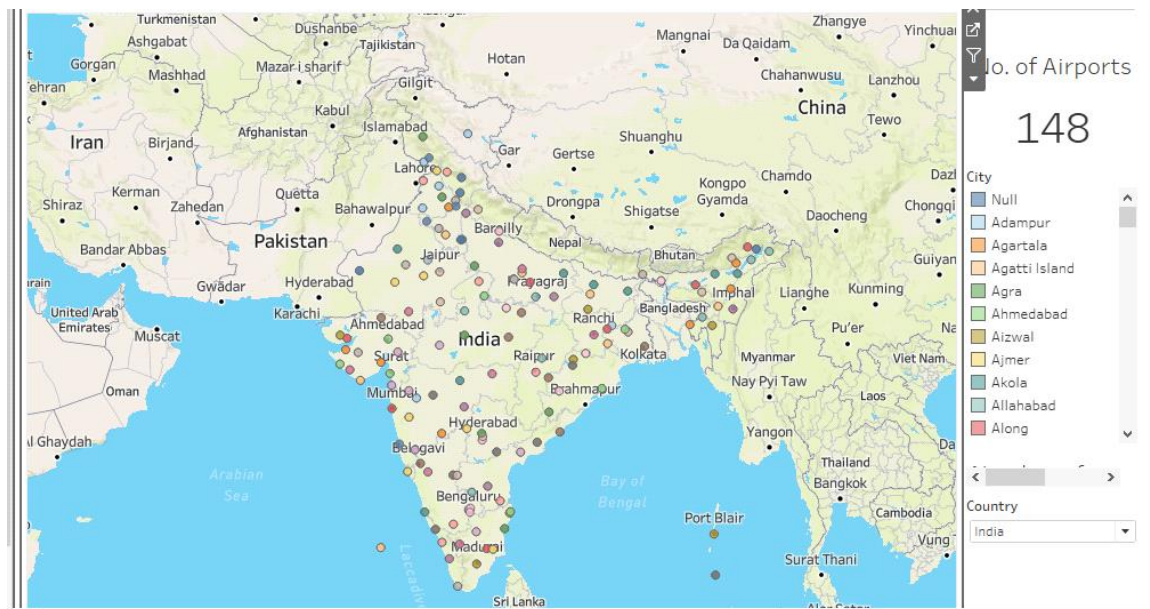 Turkmenistan
Dushanbe
Zhangye
Yinchuan
Ashgabat
Tajikistan
Mangnai
Da Qaidam
Gorgan
Mashhad
Mazar i sharif
Hotan
Chahanwusu
Lanzhou
Gilgit
Kabul
China
Tewo
Iran
Birjand
Afghanistan
Islamabad
Shuanghu
Gar
Gertse
Lahore
Chamdo
Kerman
Quetta
Drongpa
Kongpo
Gyamda
Shiraz
Zahedan
Bahawalpur
Shigatse
Daocheng
Bandar Abbas
Pakistan
Bareilly
Nepal
Jaipur
Bhutan
Gwadar
Hyderabad
Prayagraj
Imphal
Lianghe
Kunming
Karachi
United Arab
Emirates
Muscat
Ahmedabad
Ranchi
Bangladesh
India
Pu'er
Surat
Raipur
Kolkata
Myanmar
Viet Nam
Oman
Mumbai
Brahmapur
Nay Pyi Taw
Laos
Hyderabad
Al Ghaydah
Belagavi
Yangon
Arabian
Sea
Bay of
Bengal
Thailand
Bangkok
Bengaluru
Port Blair
Cambodia
Madurai
Vung
Surat Thani
Sri Lanka
No. of Airports
148
City
Null
Adampur
Agartala
Agatti Island
Agra
Ahmedabad
Aizwal
Ajmer
Akola
Allahabad
Along
Country
India